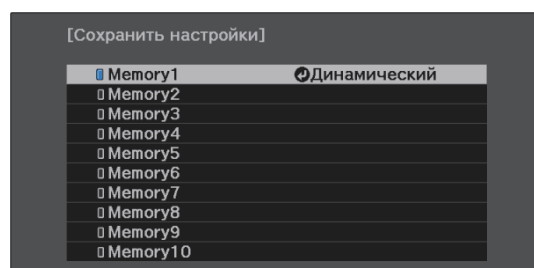 [Сохранить настройки]
Memory1 Динамический
Memory2
Memory3
Memory4
Memory5
Memory6
Memory7
Memory8
Memory9
Memory10